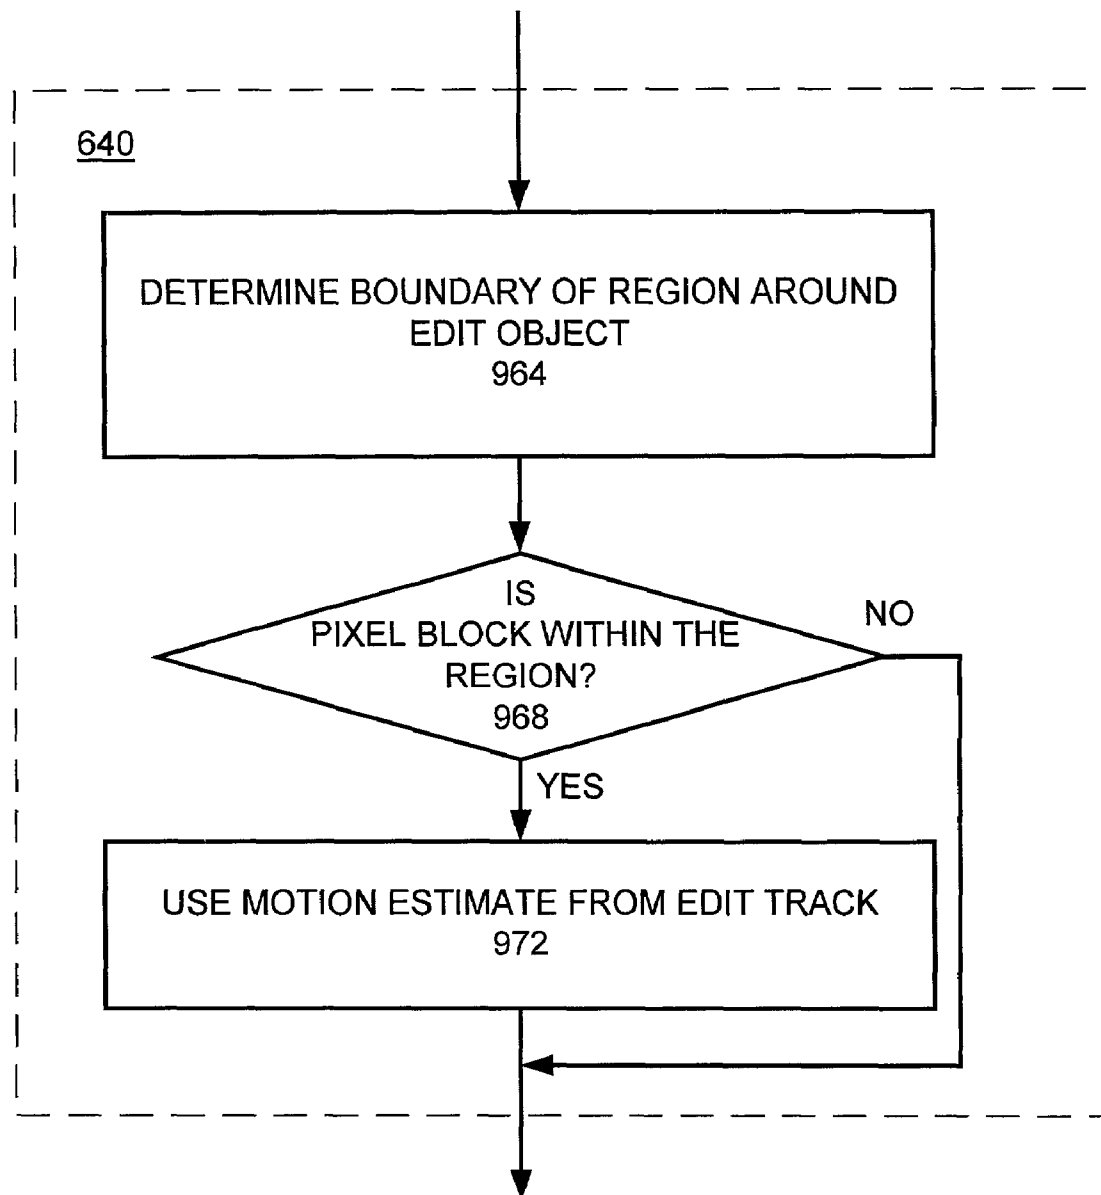 640
DETERMINE BOUNDARY OF REGION AROUND
EDIT OBJECT
964
IS
PIXEL BLOCK WITHIN THE
REGION?
968
NO
YES
USE MOTION ESTIMATE FROM EDIT TRACK
972